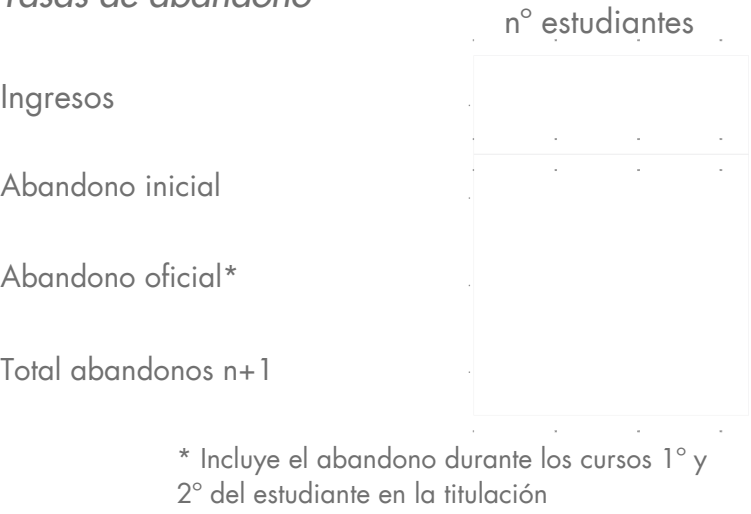 Tasas de abandono
nº estudiantes
Ingresos
Abandono inicial
Abandono oficial*
Total abandonos n+1
* Incluye el abandono durante los cursos 1º y
2º del estudiante en la titulación